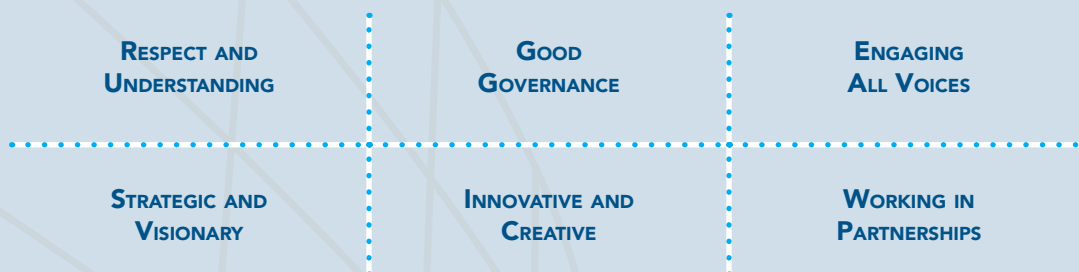 Respect and
Understanding
Good
Governance
Engaging
All Voices
Strategic and
Visionary
Innovative and
Creative
Working in
Partnerships